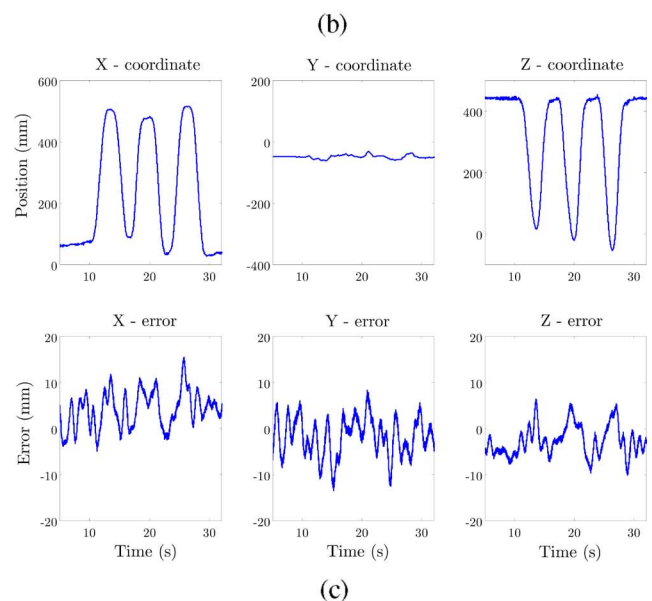 (b)
X - coordinate Y - coordinate Z - coordinate
600 200
400 0 400
Position (mm)
200 -200 200
0 -400 0
10 20 30 10 20 30 10 20 30
X - error Y - error Z - error
20 20 20
10 10 10
Error (mm)
0 0 0
-10 -10 -10
-20 -20 -20
10 20 30 10 20 30 10 20 30
Time (s) Time (s) Time (s)
(c)